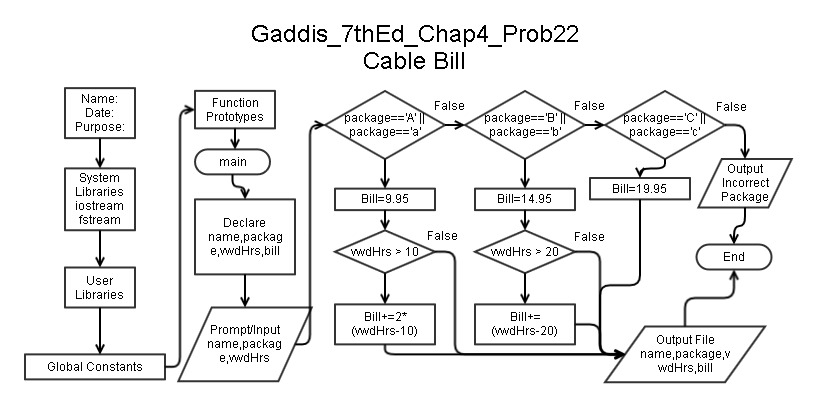 Gaddis_7thEd_Chap4_Prob22
Cable Bill
Name:
Date:
Purpose:
System
Libraries
iostream
fstream
User
Libraries
Global Constants
Function
Prototypes
main
Declare
name,packag
e,vwdHrs,bill
Prompt/Input
name,packag
e,vwdHrs
package=='A' ||
package=='a'
False
Bill=9.95
vwdHrs > 10
False
Bill+=2*
(vwdHrs-10)
package=='B' ||
package=='b'
False
Bill=14.95
vwdHrs > 20
False
Bill+=
(vwdHrs-20)
package=='C' ||
package=='c'
False
Bill=19.95
Output
Incorrect
Package
End
Output File
name,package,v
wdHrs,bill